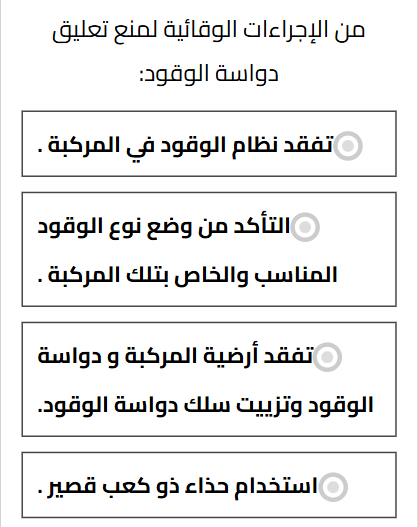 من الإجراءات الوقائية لمنع تعليق
دواسة الوقود:
تفقد نظام الوقود في المركبة .
التأكد من وضع نوع الوقود
المناسب والخاص بتلك المركبة .
تفقد أرضية المركبة و دواسة
الوقود وتزييت سلك دواسة الوقود.
استخدام حذاء ذو كعب قصير .